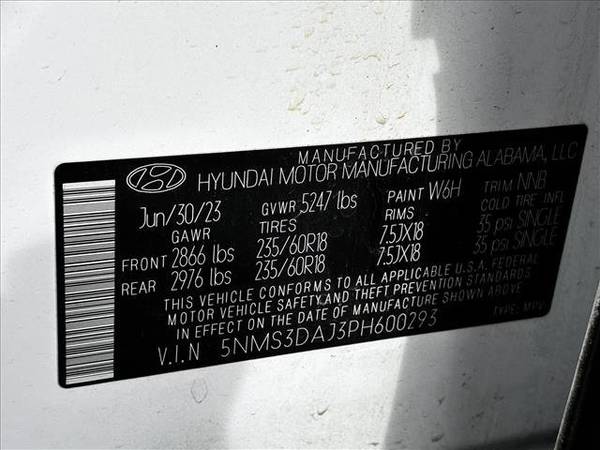 MANUFACTURED BY
HYUNDAI MOTOR MANUFACTURING ALABAMA, LLC
Jun/30/23 GVWR 5247 lbs PAINT W6H TRIM NNB
GAWR TIRES RIMS COLD TIRE INFL
FRONT 2866 lbs 235/60R18 7.5JX18 35 psi SINGLE
REAR 2976 lbs 235/60R18 7.5JX18 35 psi SINGLE
THIS VEHICLE CONFORMS TO ALL APPLICABLE U.S.A. FEDERAL
MOTOR VEHICLE SAFETY AND THEFT PREVENTION STANDARDS
IN EFFECT ON THE DATE OF MANUFACTURE SHOWN ABOVE
V.I.N 5NMS3DAJ3PH600293 TYPE: MPV